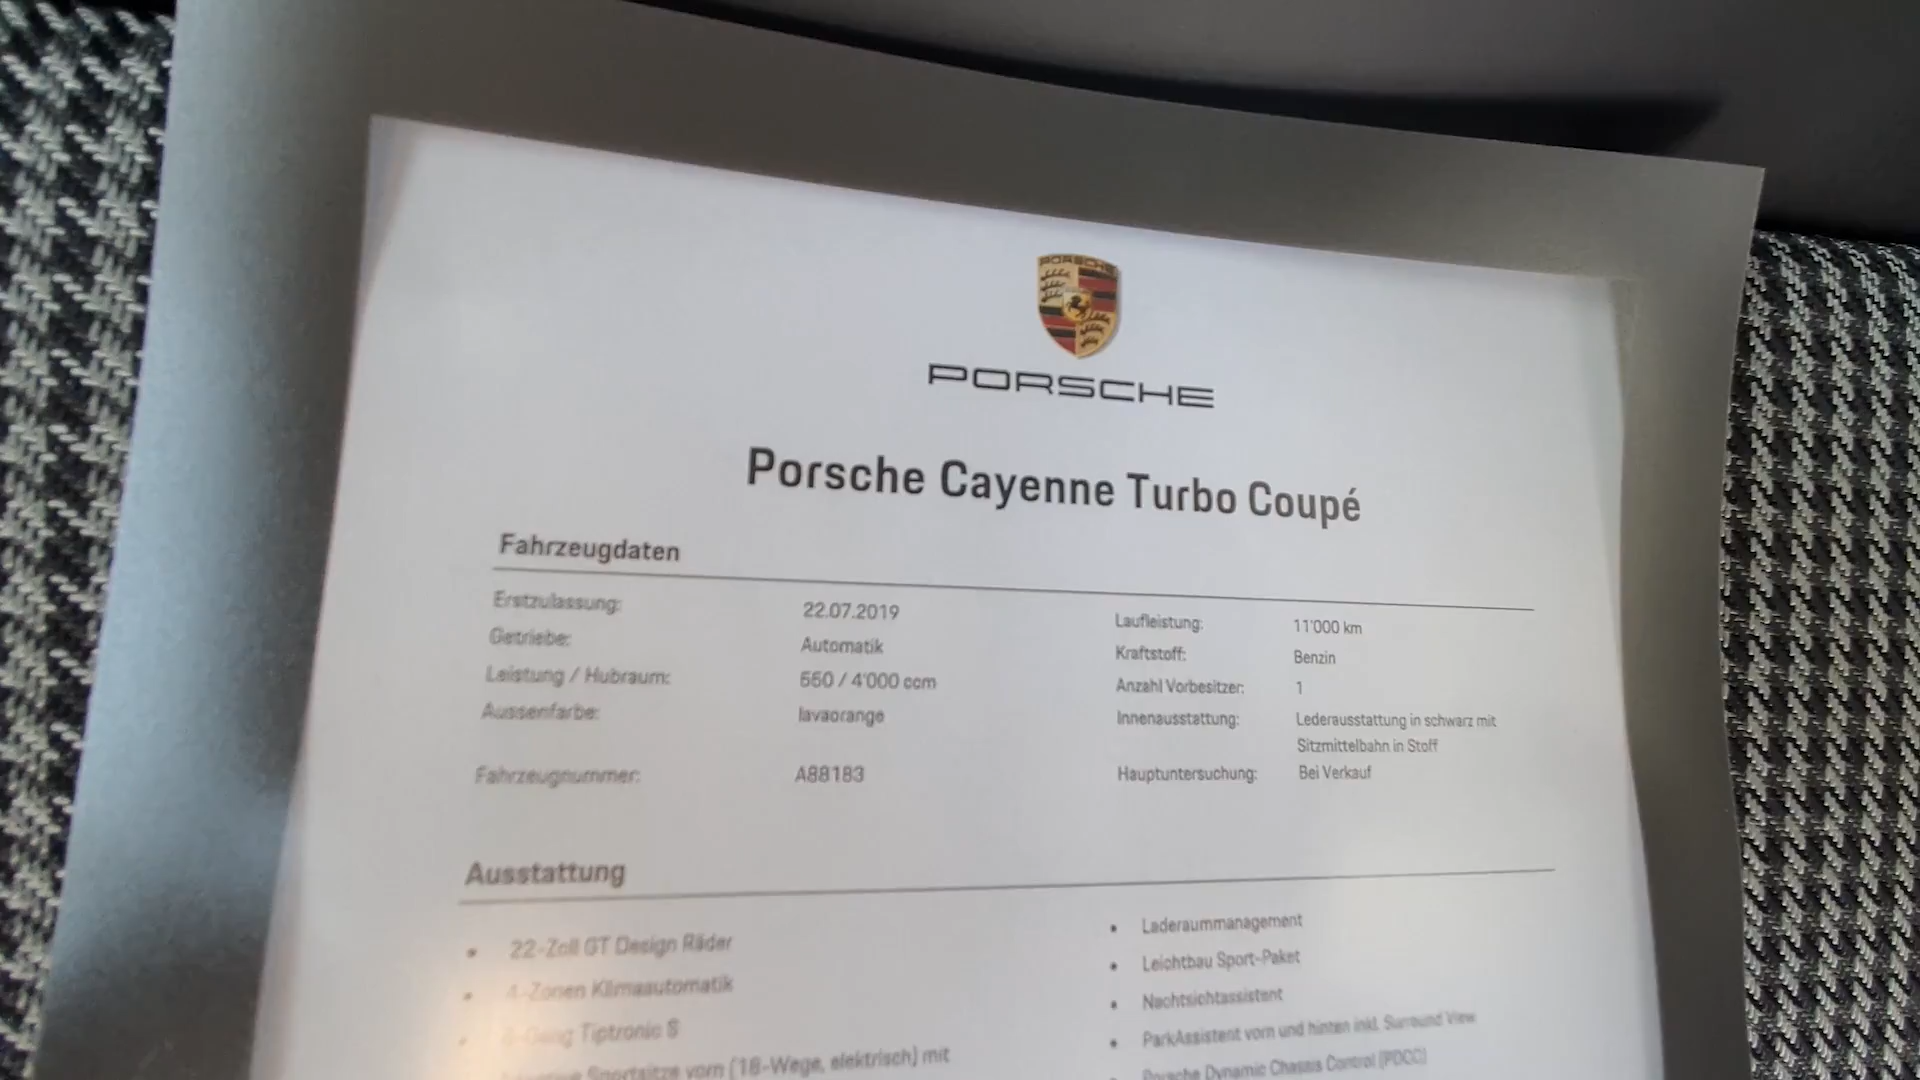 PORSCHE
PORSCHE
Porsche Cayenne Turbo Coupé
Fahrzeugdaten
Erstzulassung: 22.07.2019
Getriebe: Automatik
Leistung / Hubraum: 550 / 4'000 ccm
Aussenfarbe: lavaorange
Fahrzeugnummer: A88183
Laufleistung: 11'000 km
Kraftstoff: Benzin
Anzahl Vorbesitzer: 1
Innenausstattung: Lederausstattung in schwarz mit
Sitzmittelbahn in Stoff
Hauptuntersuchung: Bei Verkauf
Ausstattung
• 22-Zoll GT Design Räder
• 4-Zonen Klimaautomatik
• 8-Gang Tiptronic S
Sportsitze vorn (18-Wege, elektrisch) mit
• Laderaummanagement
• Leichtbau Sport-Paket
• Nachtsichtassistent
• ParkAssistent vorn und hinten inkl. Surround View
• Porsche Dynamic Chassis Control (PDCC)